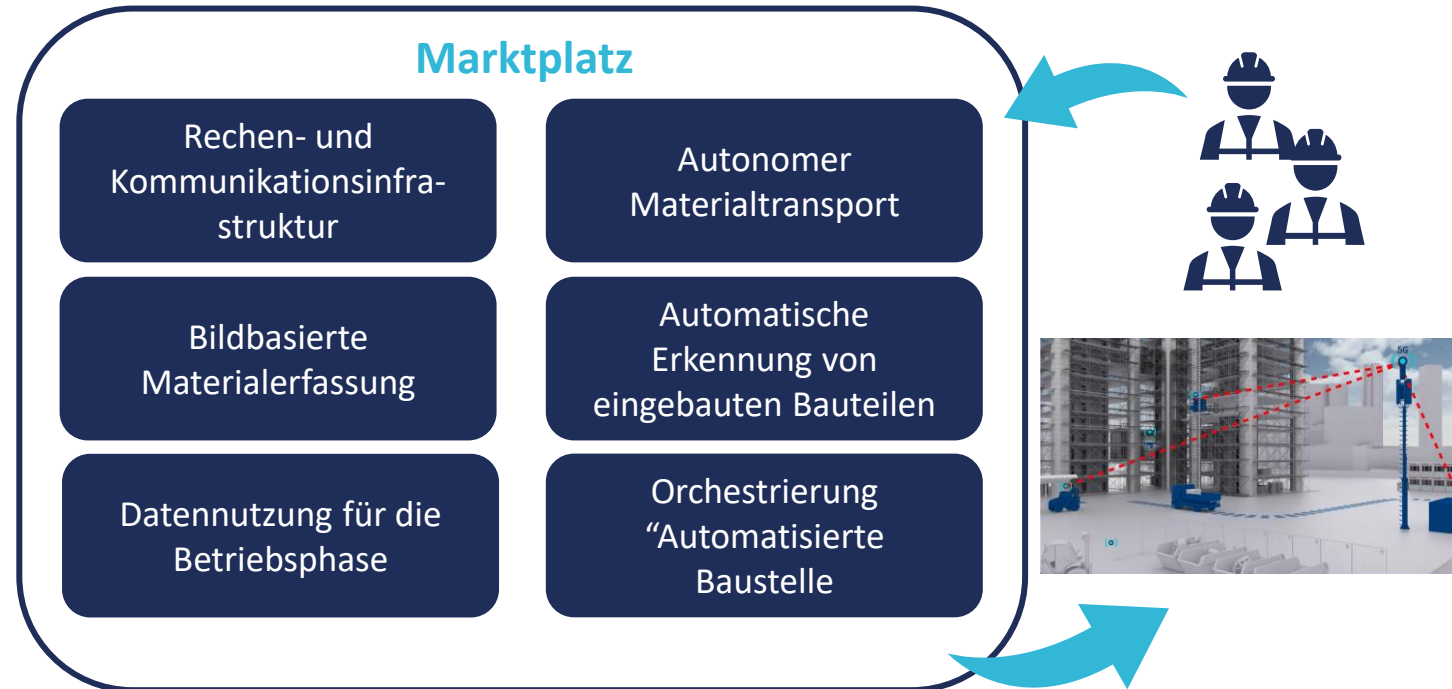 Marktplatz
Rechen- und
Kommunikationsinfra-
struktur
Autonomer
Materialtransport
Bildbasierte
Materialerfassung
Automatische
Erkennung von
eingebauten Bauteilen
Datennutzung für die
Betriebsphase
Orchestrierung
“Automatisierte
Baustelle
5G